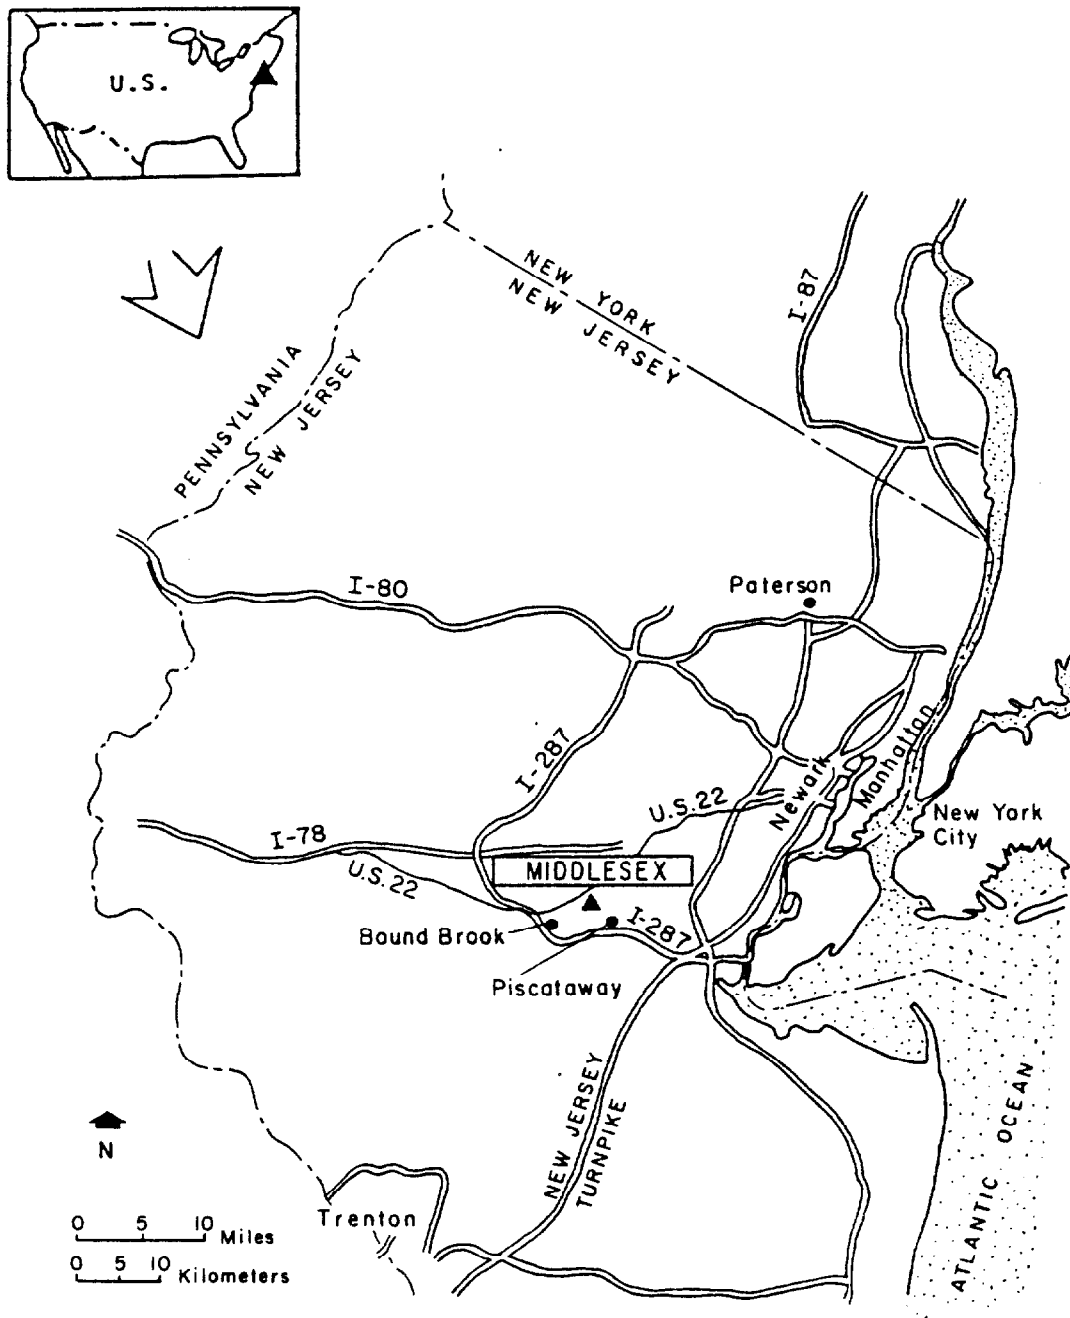 U.S.
NEW YORK
NEW JERSEY
I-87
PENNSYLVANIA
NEW JERSEY
I-80
Paterson
I-287
Manhattan
Newark
U.S.22
New York
City
I-78
U.S.22
MIDDLESEX
I-287
Bound Brook
Piscataway
NEW JERSEY
TURNPIKE
ATLANTIC OCEAN
N
Trenton
0 5 10 Miles
0 5 10 Kilometers